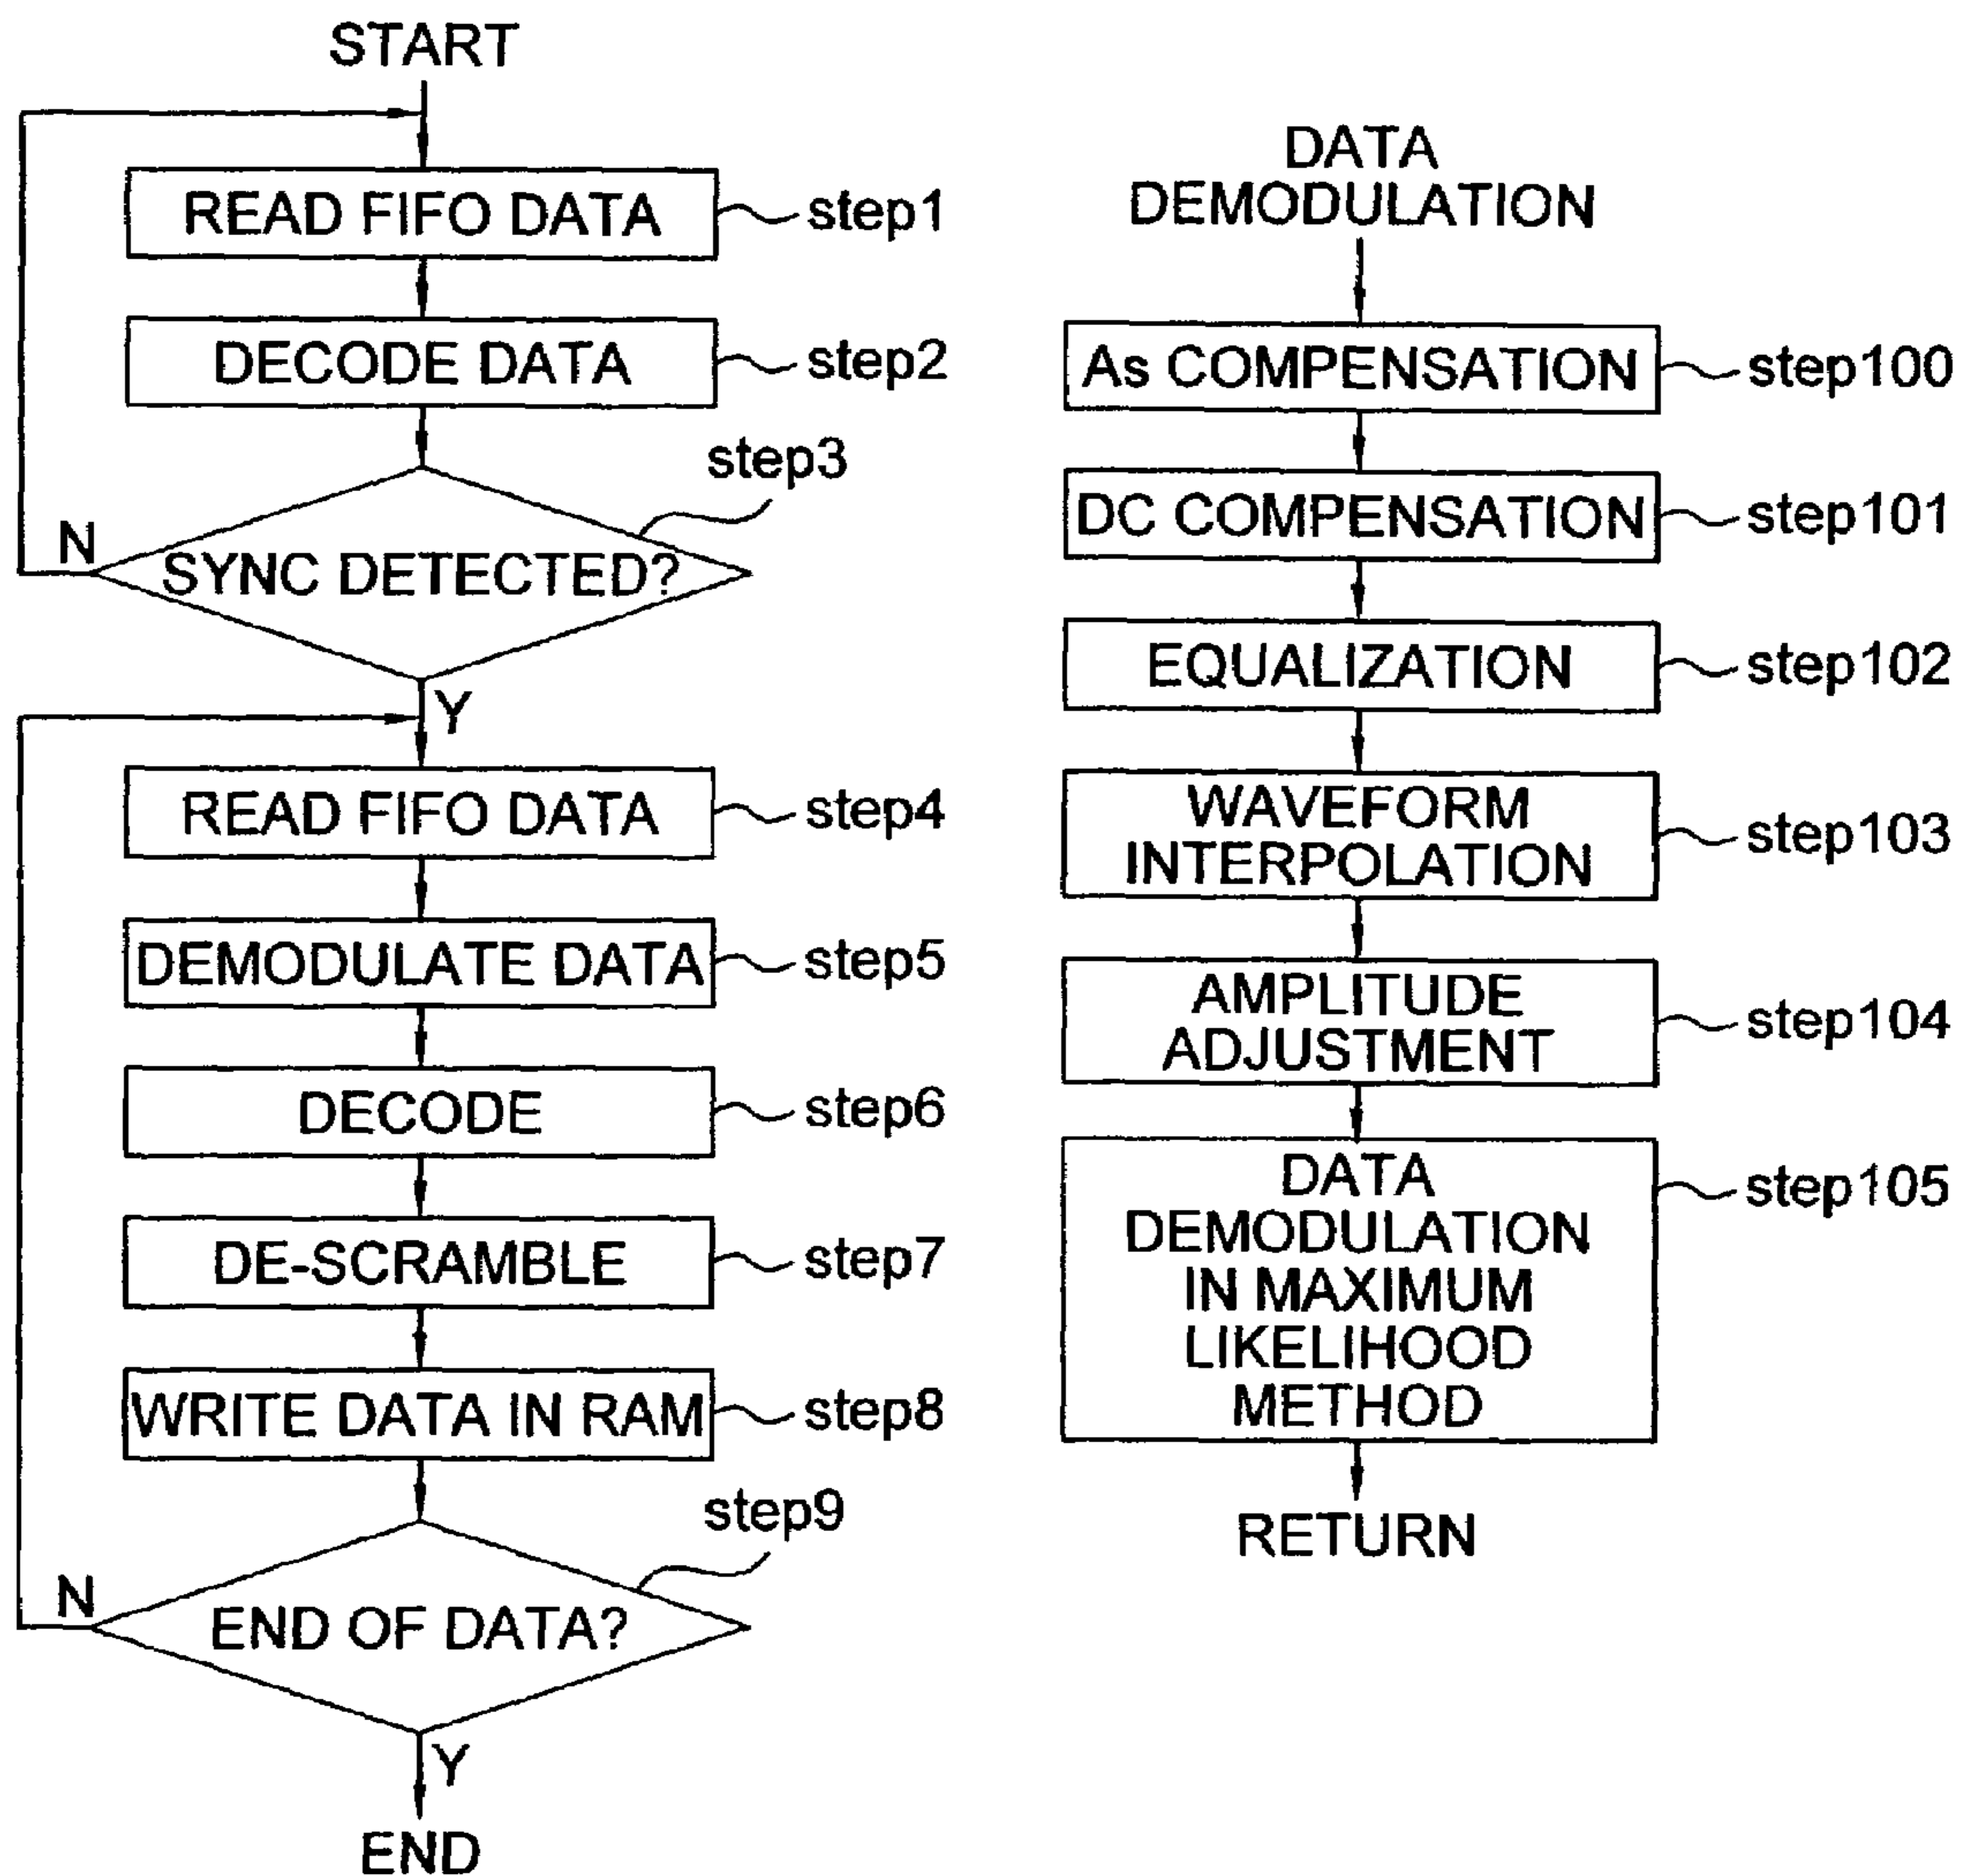 START
READ FIFO DATA
step1
DECODE DATA
step2
step3
N
SYNC DETECTED?
Y
READ FIFO DATA
step4
DEMODULATE DATA
step5
DECODE
step6
DE-SCRAMBLE
step7
WRITE DATA IN RAM
step8
step9
N
END OF DATA?
Y
END
DATA
DEMODULATION
As COMPENSATION
step100
DC COMPENSATION
step101
EQUALIZATION
step102
WAVEFORM
INTERPOLATION
step103
AMPLITUDE
ADJUSTMENT
step104
DATA
DEMODULATION
IN MAXIMUM
LIKELIHOOD
METHOD
step105
RETURN